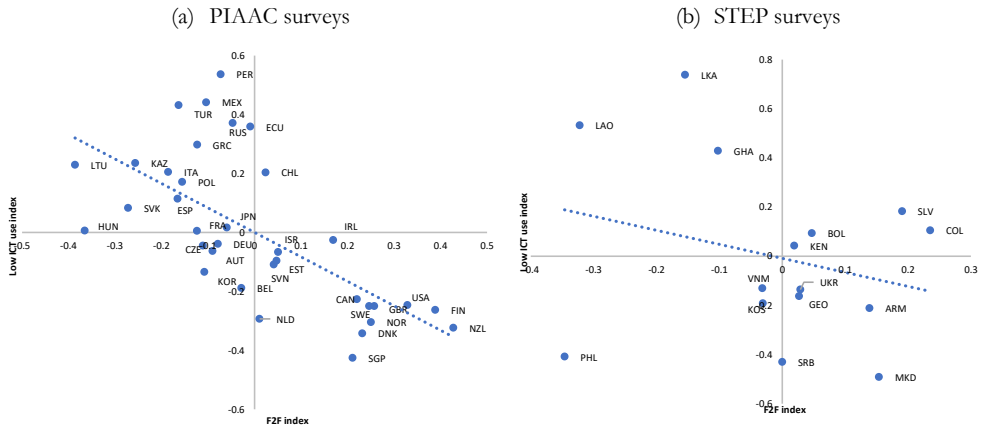 (a) PIAAC surveys
0.6
PER
MEX
0.4
TUR
RUS
ECU
GRC
LTU
KAZ
ITA
0.2
CHL
POL
SVK
ESP
JPN
HUN
FRA
0
IRL
-0.5 -0.4 -0.3 -0.2 -0.1 0.1 0.2 0.3 0.4 0.5
CZE
DEU
ISR
AUT
EST
SVN
KOR
BEL
-0.2
CAN
USA
SWE
GBR
FIN
NLD
NOR
NZL
DNK
-0.4
SGP
-0.6
Low ICT use index
F2F index
(b) STEP surveys
0.8
LKA
0.6
LAO
GHA
0.4
0.2
SLV
BOL
COL
KEN
0
-0.4 -0.3 -0.2 -0.1 0.1 0.2 0.3
VNM
UKR
KOS
-0.2
GEO
ARM
PHL
-0.4
SRB
MKD
-0.6
Low ICT use index
F2F index